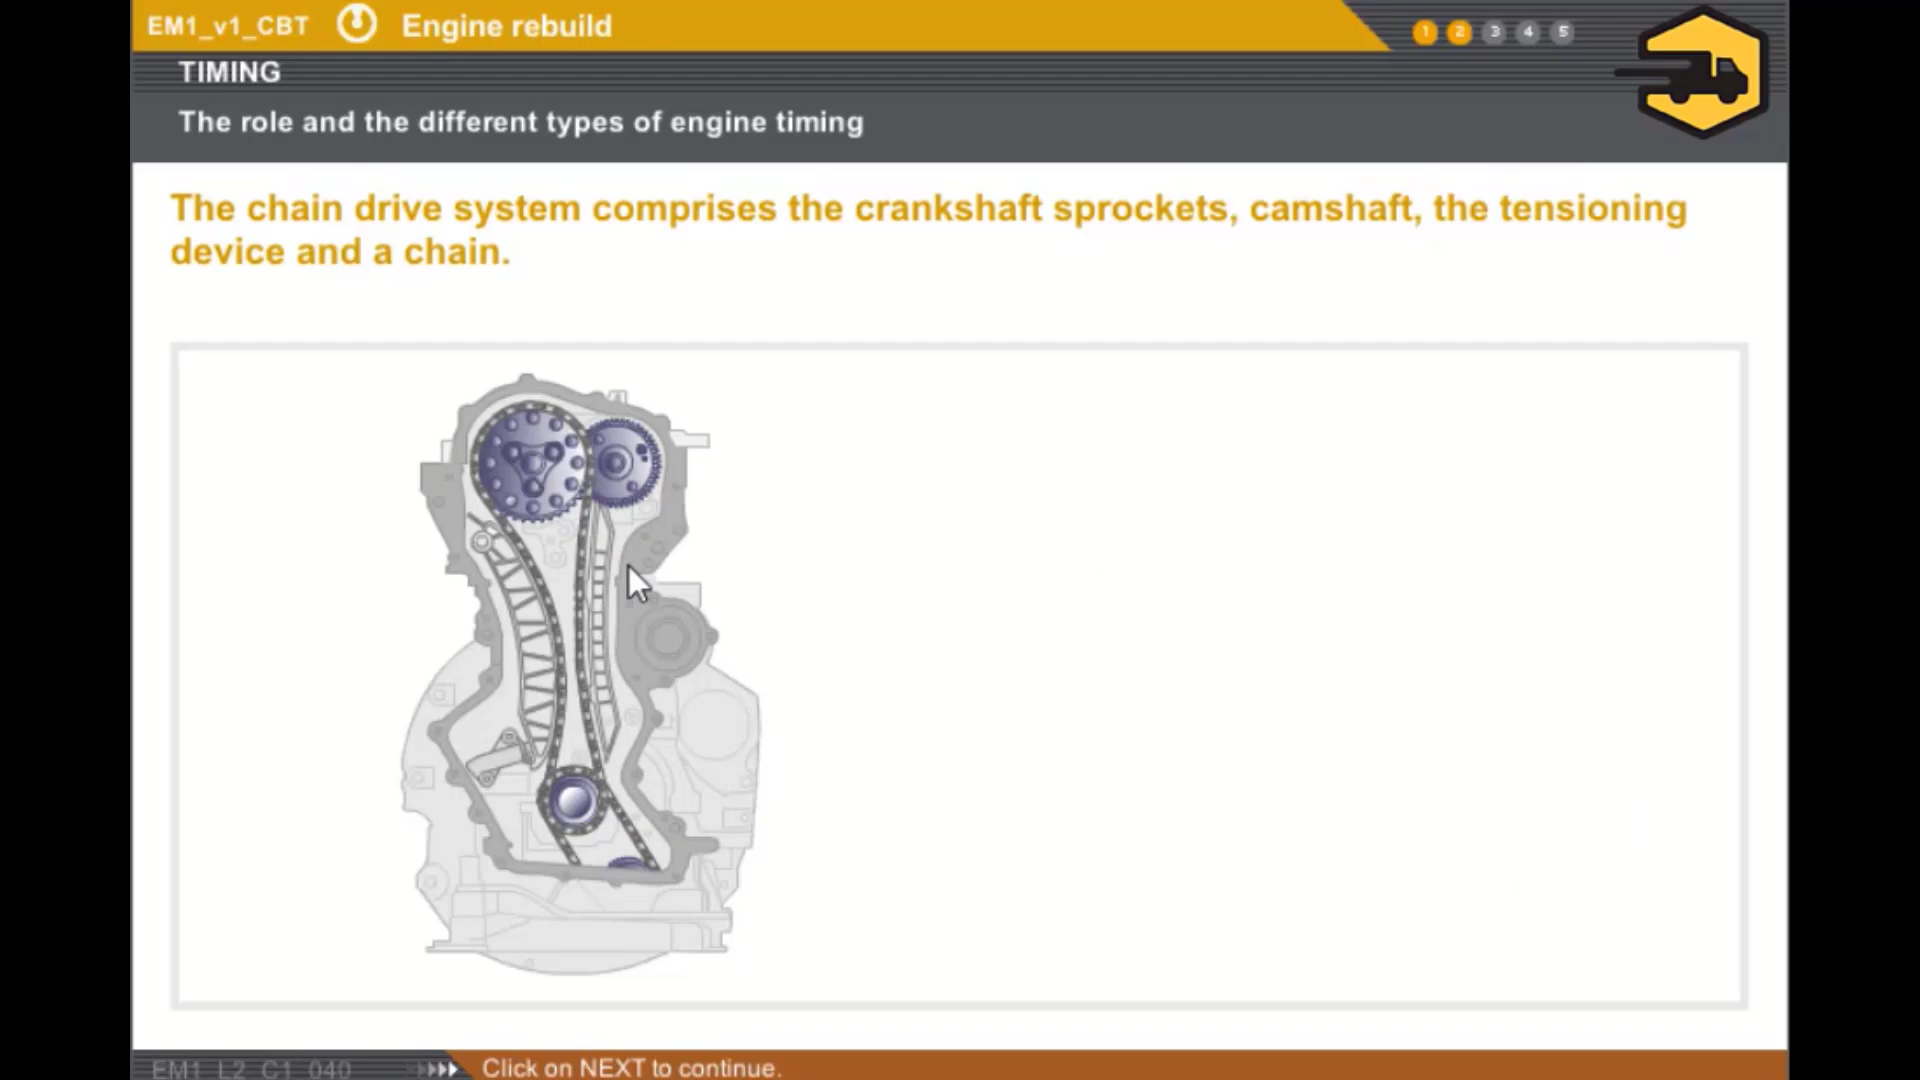 EM1_v1_CBT
Engine rebuild
1 2 3 4 5
TIMING
The role and the different types of engine timing
The chain drive system comprises the crankshaft sprockets, camshaft, the tensioning
device and a chain.
EM1_L2_C1_040
Click on NEXT to continue.